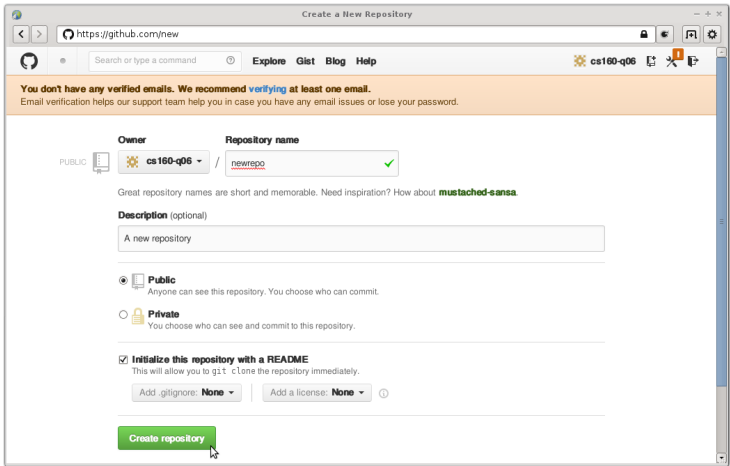 Create a New Repository
https://github.com/new
Search or type a command
Explore Gist Blog Help
cs160-q06
1
You don't have any verified emails. We recommend verifying at least one email.
Email verification helps our support team help you in case you have any email issues or lose your password.
Owner Repository name
PUBLIC cs160-q06 / newrepo
Great repository names are short and memorable. Need inspiration? How about mustached-sansa.
Description (optional)
A new repository
Public
Anyone can see this repository. You choose who can commit.
Private
You choose who can see and commit to this repository.
Initialize this repository with a README
This will allow you to git clone the repository immediately.
Add .gitignore: None Add a license: None
Create repository